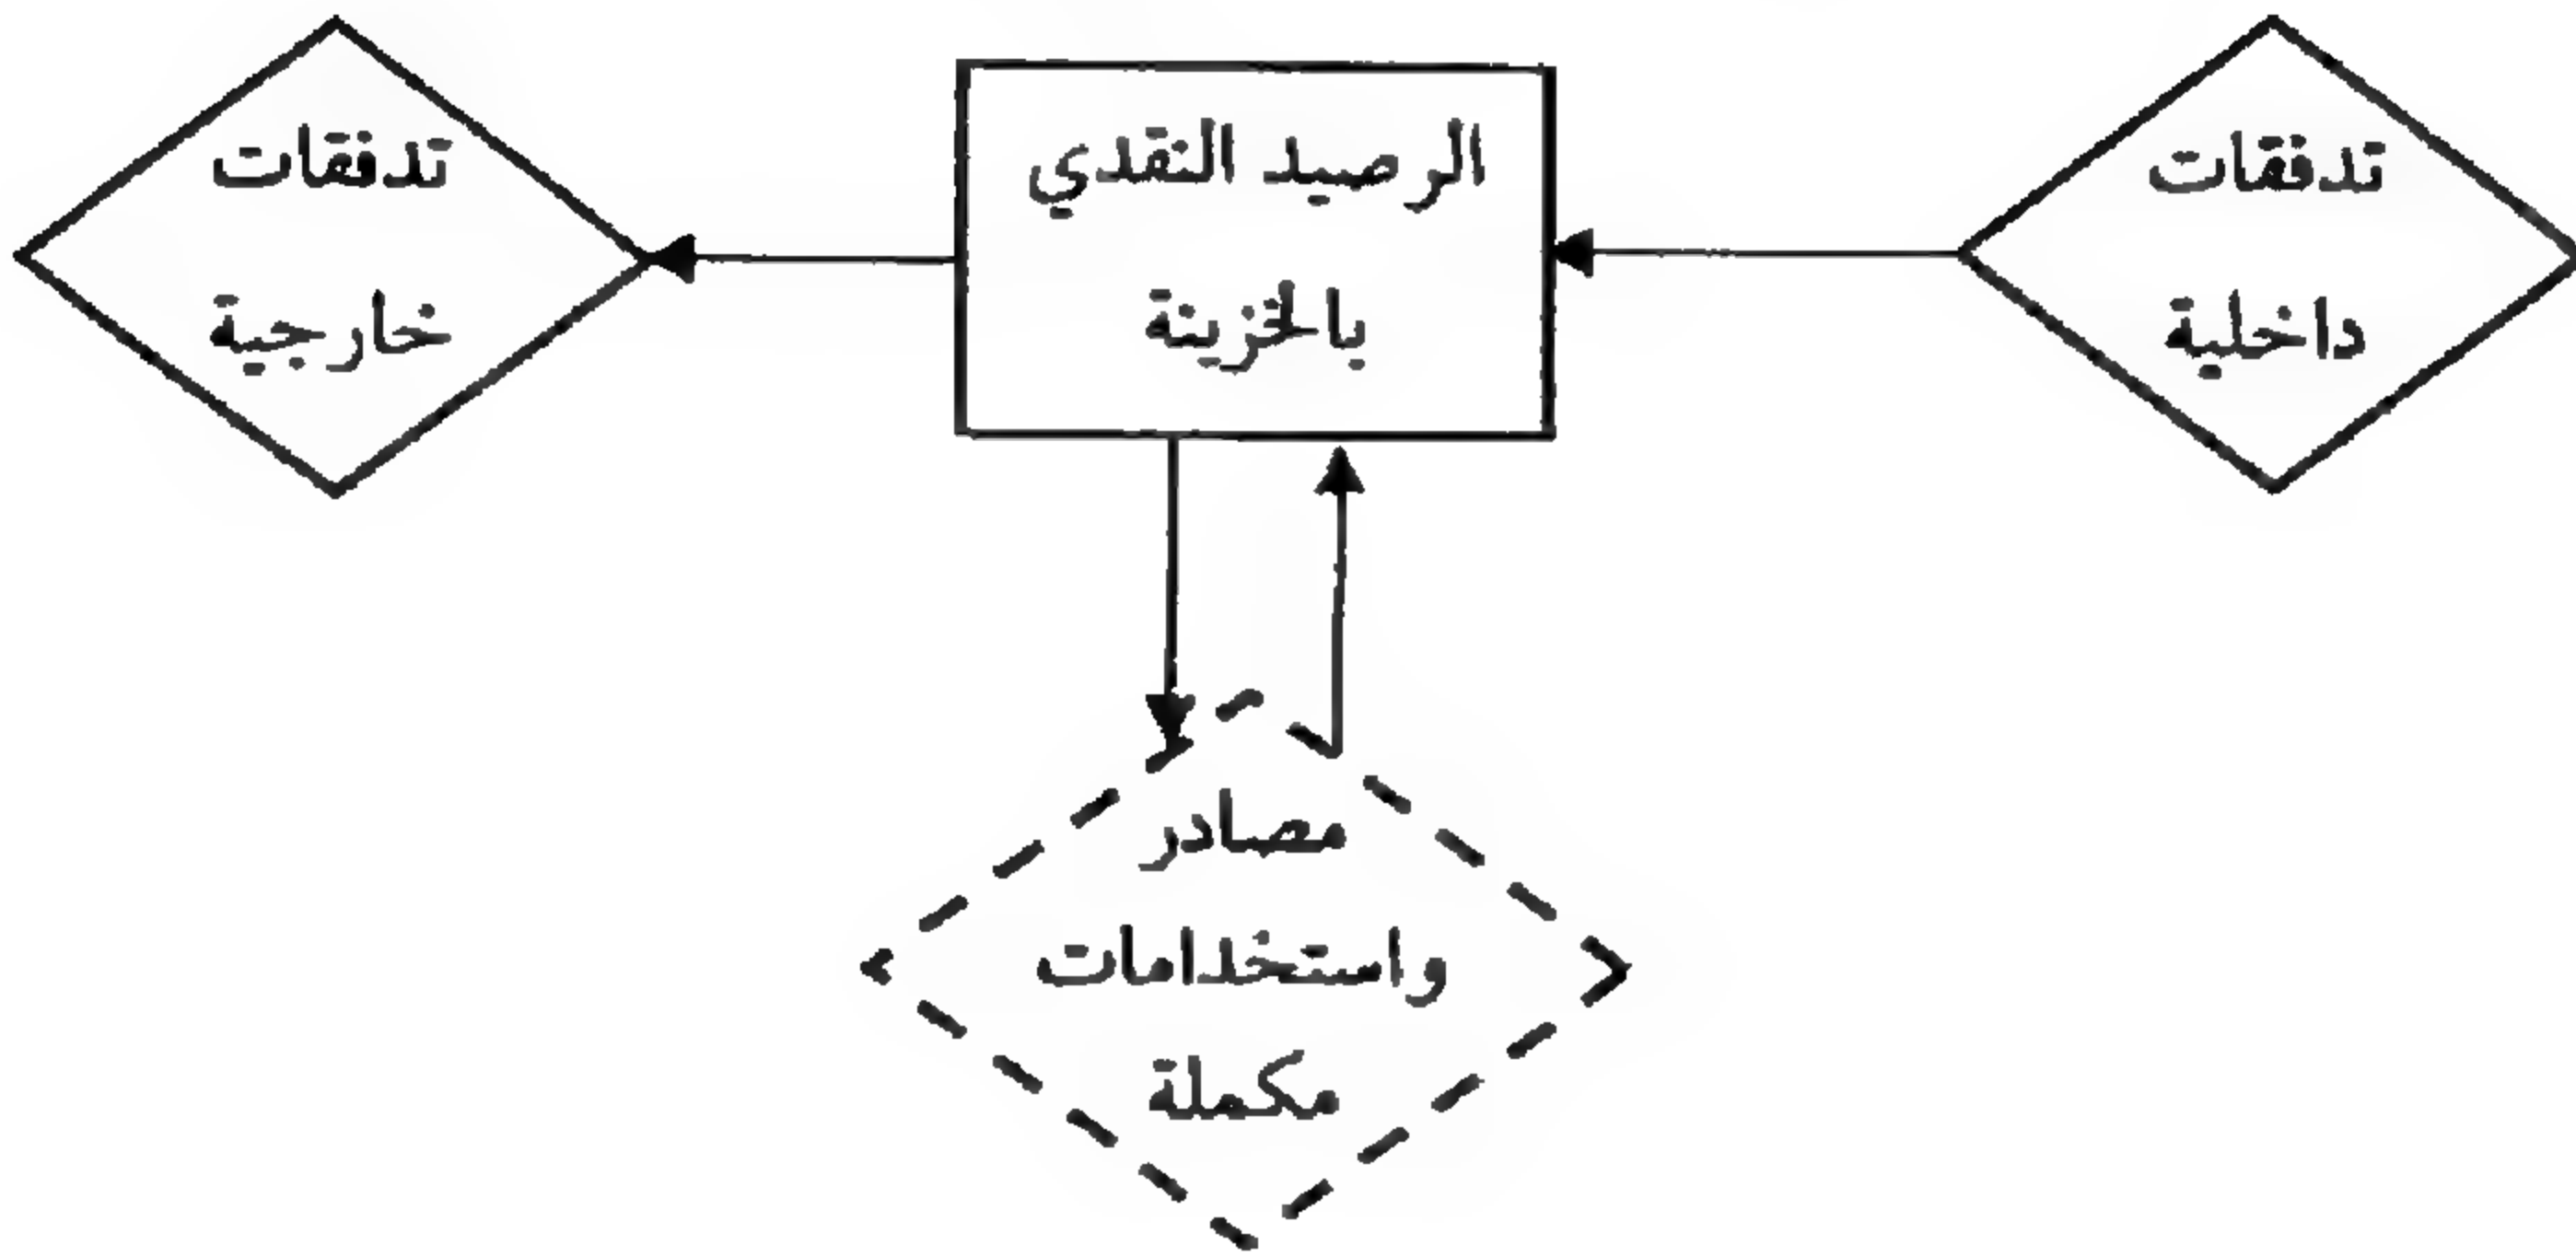 تدفقات
داخلية
الرصيد النقدي
بالخزينة
تدفقات
خارجية
مصادر
واستخدامات
مكملة